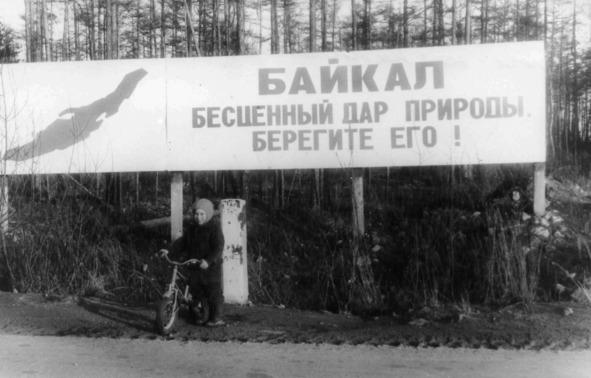 БАЙКАЛ
БЕСЦЕННЫЙ ДАР ПРИРОДЫ.
БЕРЕГИТЕ ЕГО !